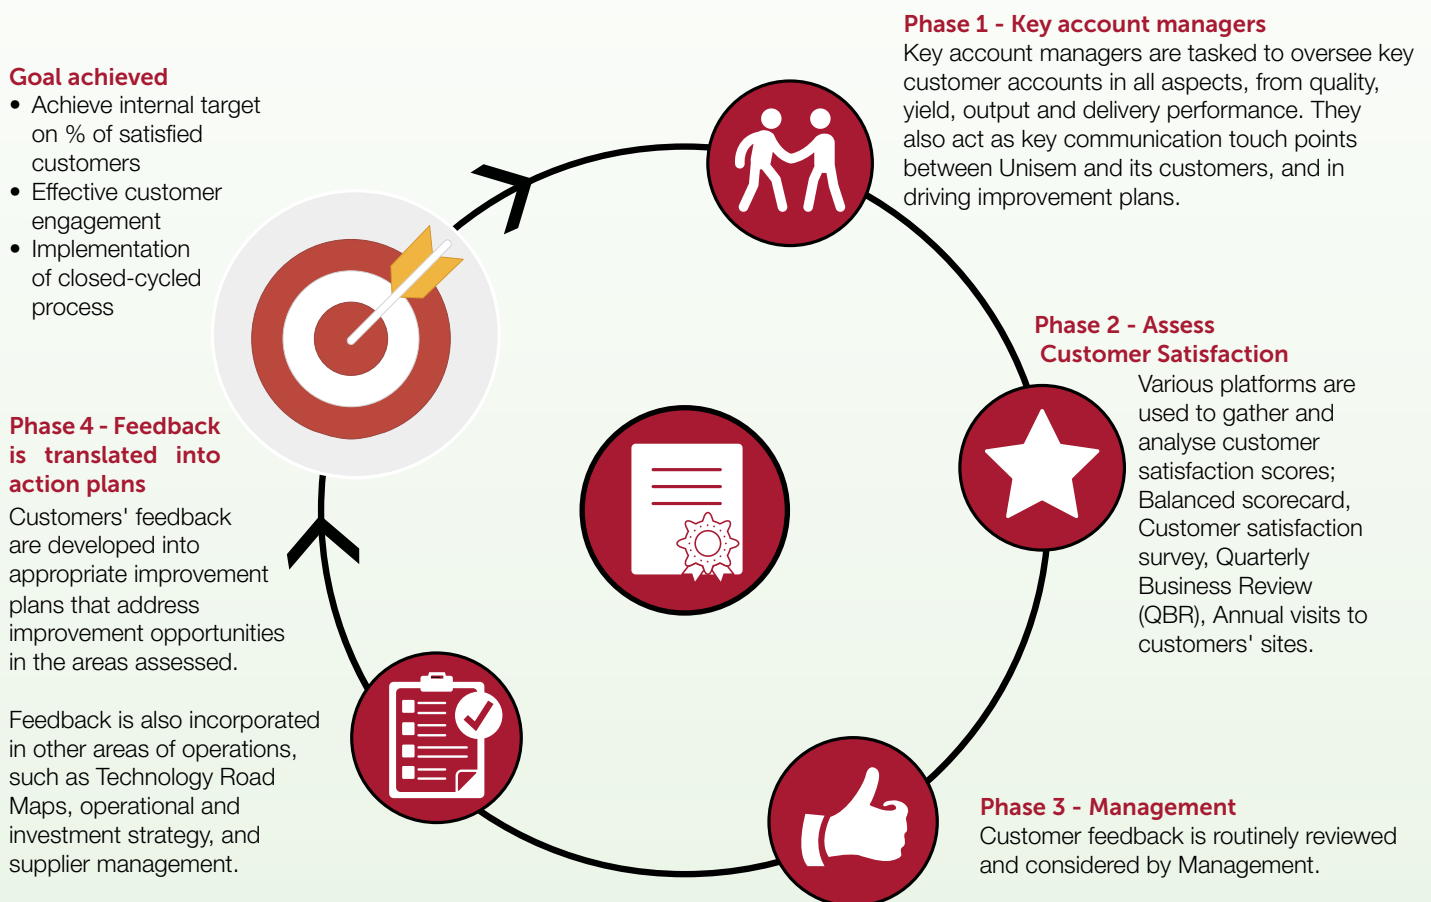 Phase 1 - Key account managers
Key account managers are tasked to oversee key
customer accounts in all aspects, from quality,
yield, output and delivery performance. They
also act as key communication touch points
between Unisem and its customers, and in
driving improvement plans.
Phase 2 - Assess
Customer Satisfaction
Various platforms are
used to gather and
analyse customer
satisfaction scores;
Balanced scorecard,
Customer satisfaction
survey, Quarterly
Business Review
(QBR), Annual visits to
customers' sites.
Phase 3 - Management
Customer feedback is routinely reviewed
and considered by Management.
Phase 4 - Feedback
is translated into
action plans
Customers' feedback
are developed into
appropriate improvement
plans that address
improvement opportunities
in the areas assessed.
Feedback is also incorporated
in other areas of operations,
such as Technology Road
Maps, operational and
investment strategy, and
supplier management.
Goal achieved
• Achieve internal target
on % of satisfied
customers
• Effective customer
engagement
• Implementation
of closed-cycled
process